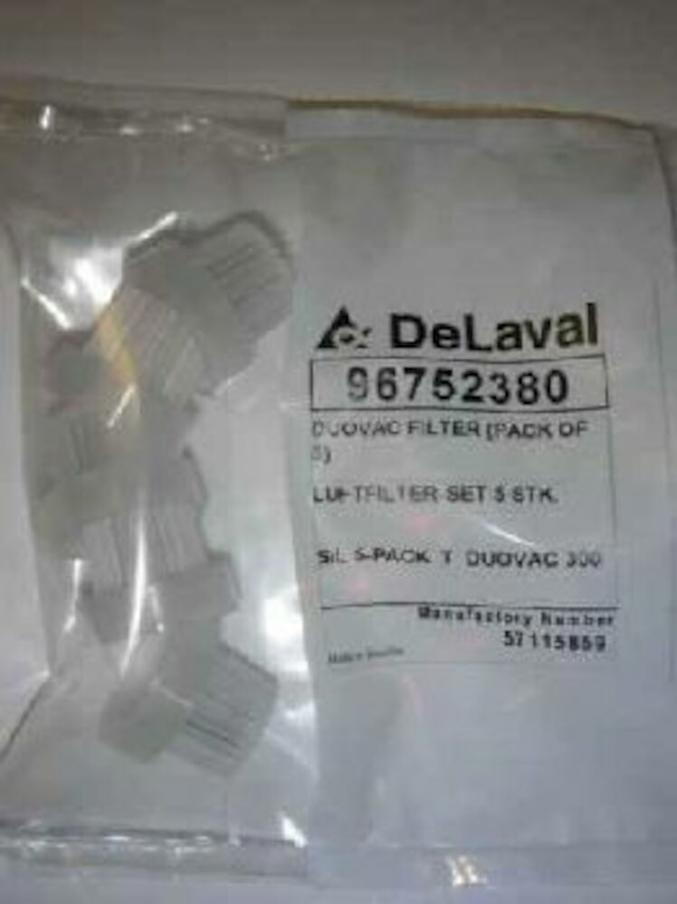 DeLaval
96752380
DUOVAC FILTER (PACK OF
5)
LUFTFILTER SET 5 STK.
SIL 5-PACK T DUOVAC 300
Manufactory Number
57115859